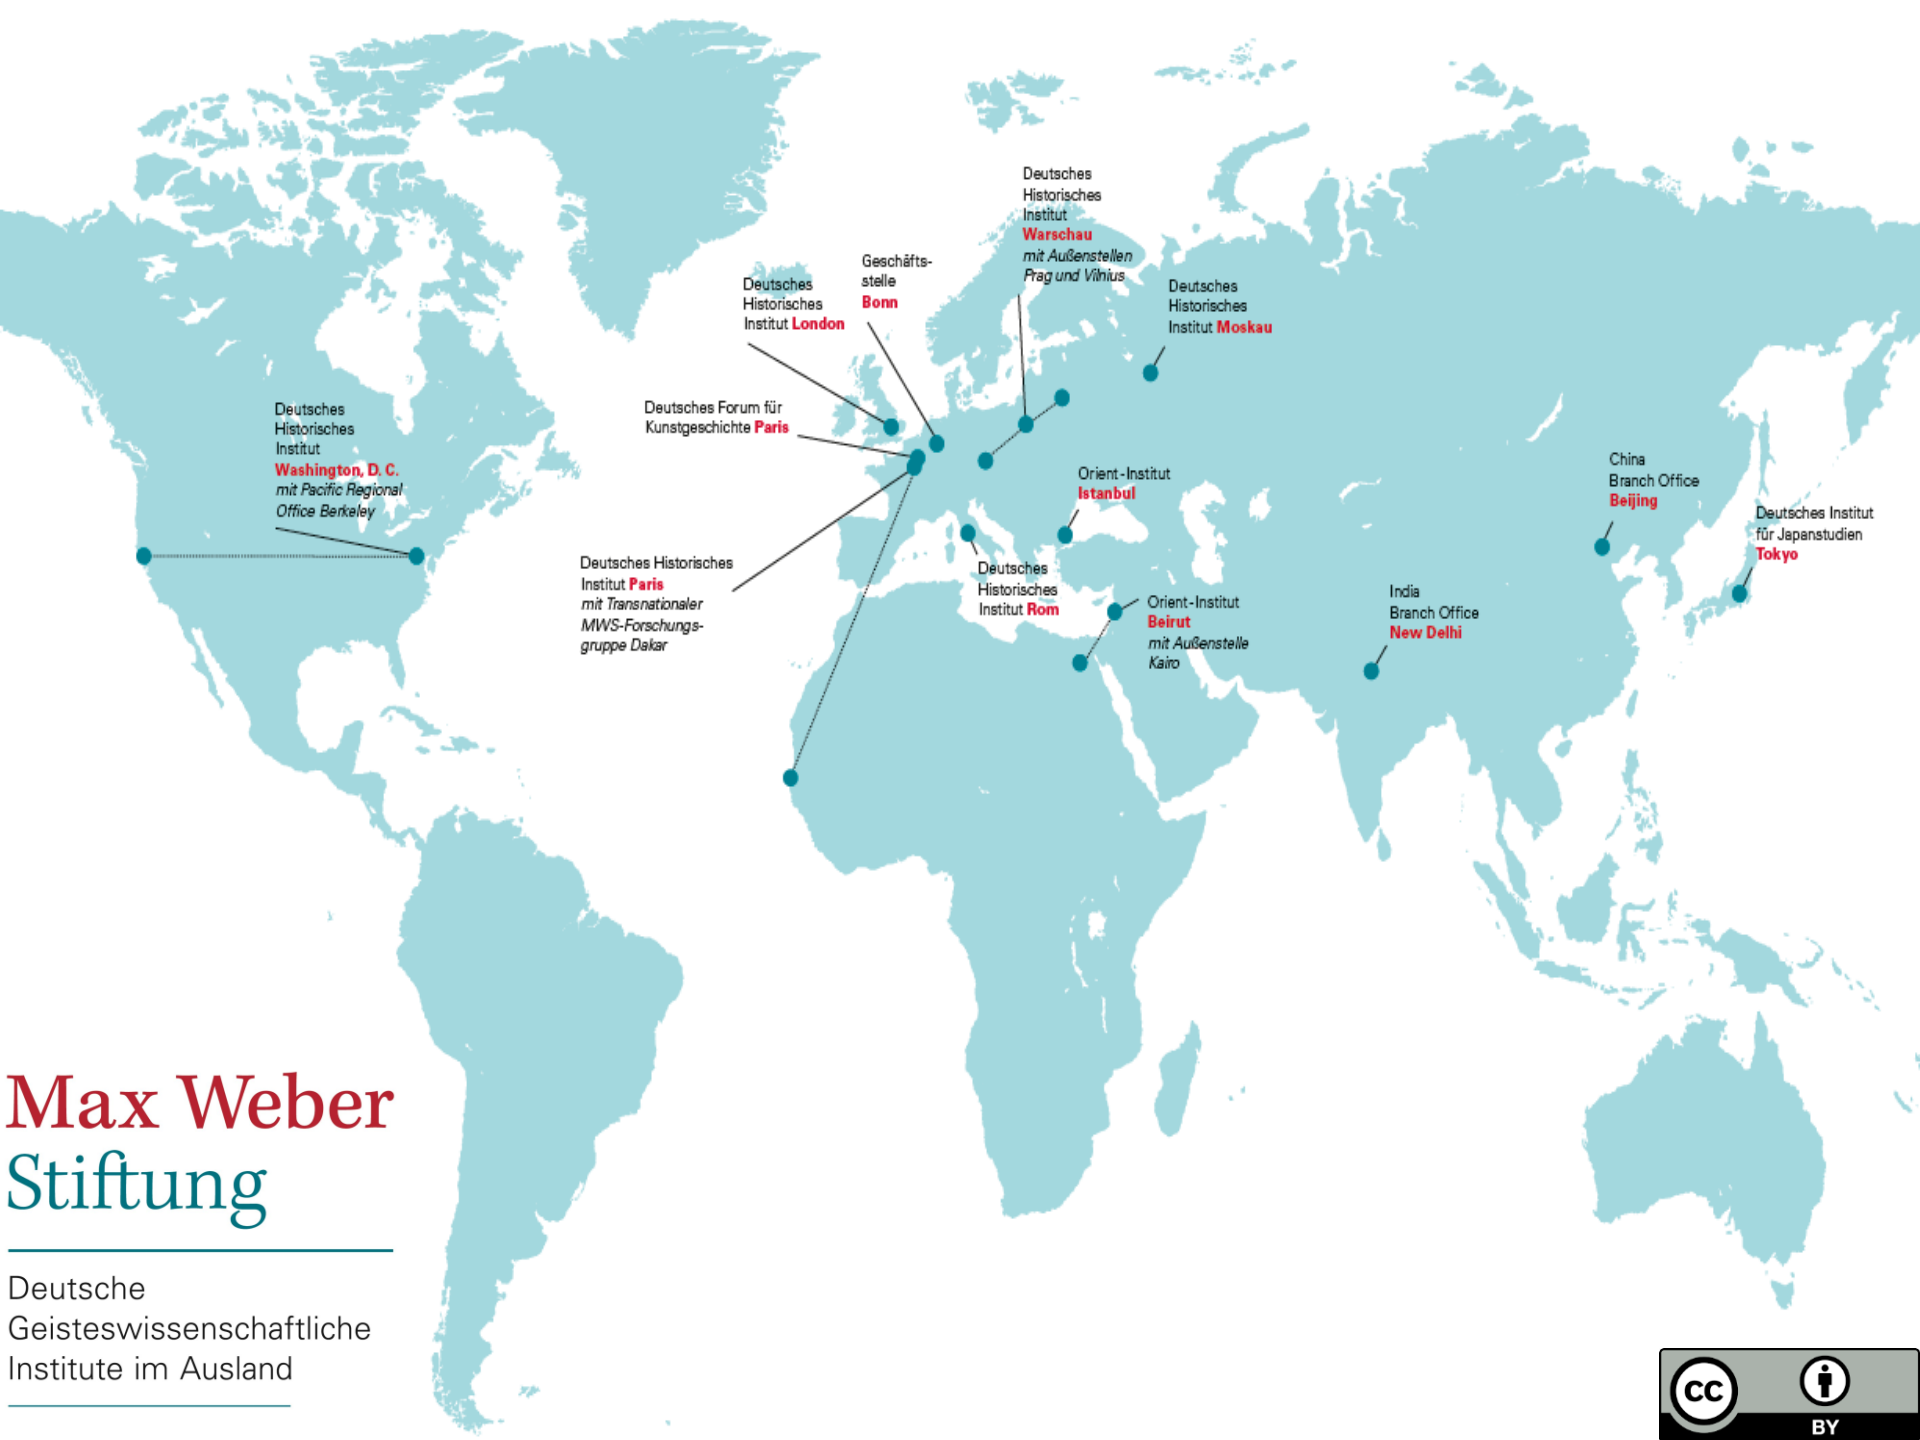 Deutsches
Historisches
Institut
Warschau
mit Außenstellen
Prag und Vilnius
Geschäfts-
stelle
Bonn
Deutsches
Historisches
Institut London
Deutsches
Historisches
Institut Moskau
Deutsches Forum für
Kunstgeschichte Paris
Deutsches
Historisches
Institut
Washington, D. C.
mit Pacific Regional
Office Berkeley
Orient-Institut
Istanbul
China
Branch Office
Beijing
Deutsches Institut
für Japanstudien
Tokyo
Deutsches Historisches
Institut Paris
mit Transnationaler
MWS-Forschungs-
gruppe Dakar
Deutsches
Historisches
Institut Rom
Orient-Institut
Beirut
mit Außenstelle
Kairo
India
Branch Office
New Delhi
Max Weber
Stiftung
Deutsche
Geisteswissenschaftliche
Institute im Ausland
cc
BY